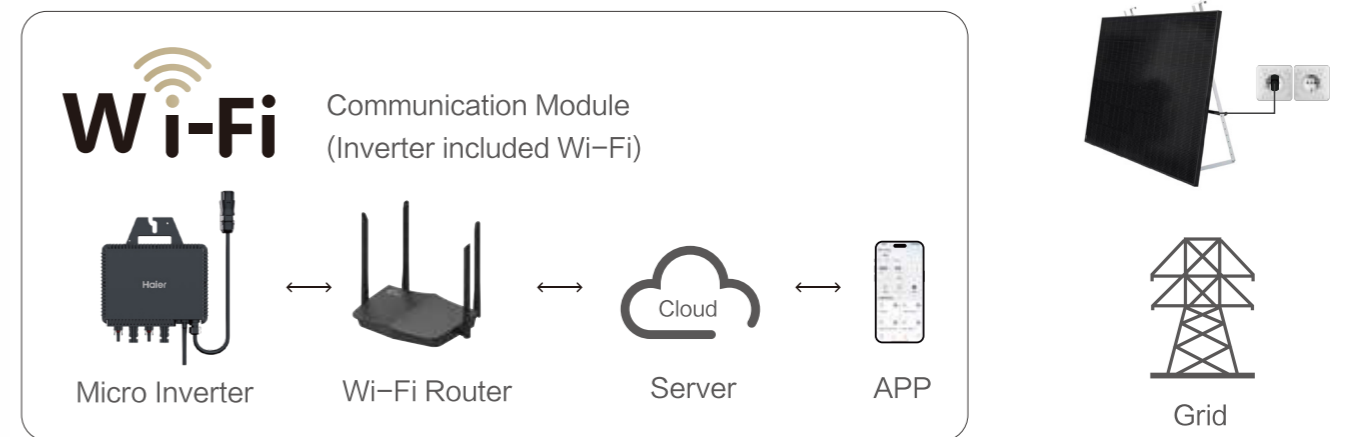 Wi-Fi
Communication Module
(Inverter included Wi-Fi)
Haier
Cloud
Micro Inverter
Wi-Fi Router
Server
APP
Grid